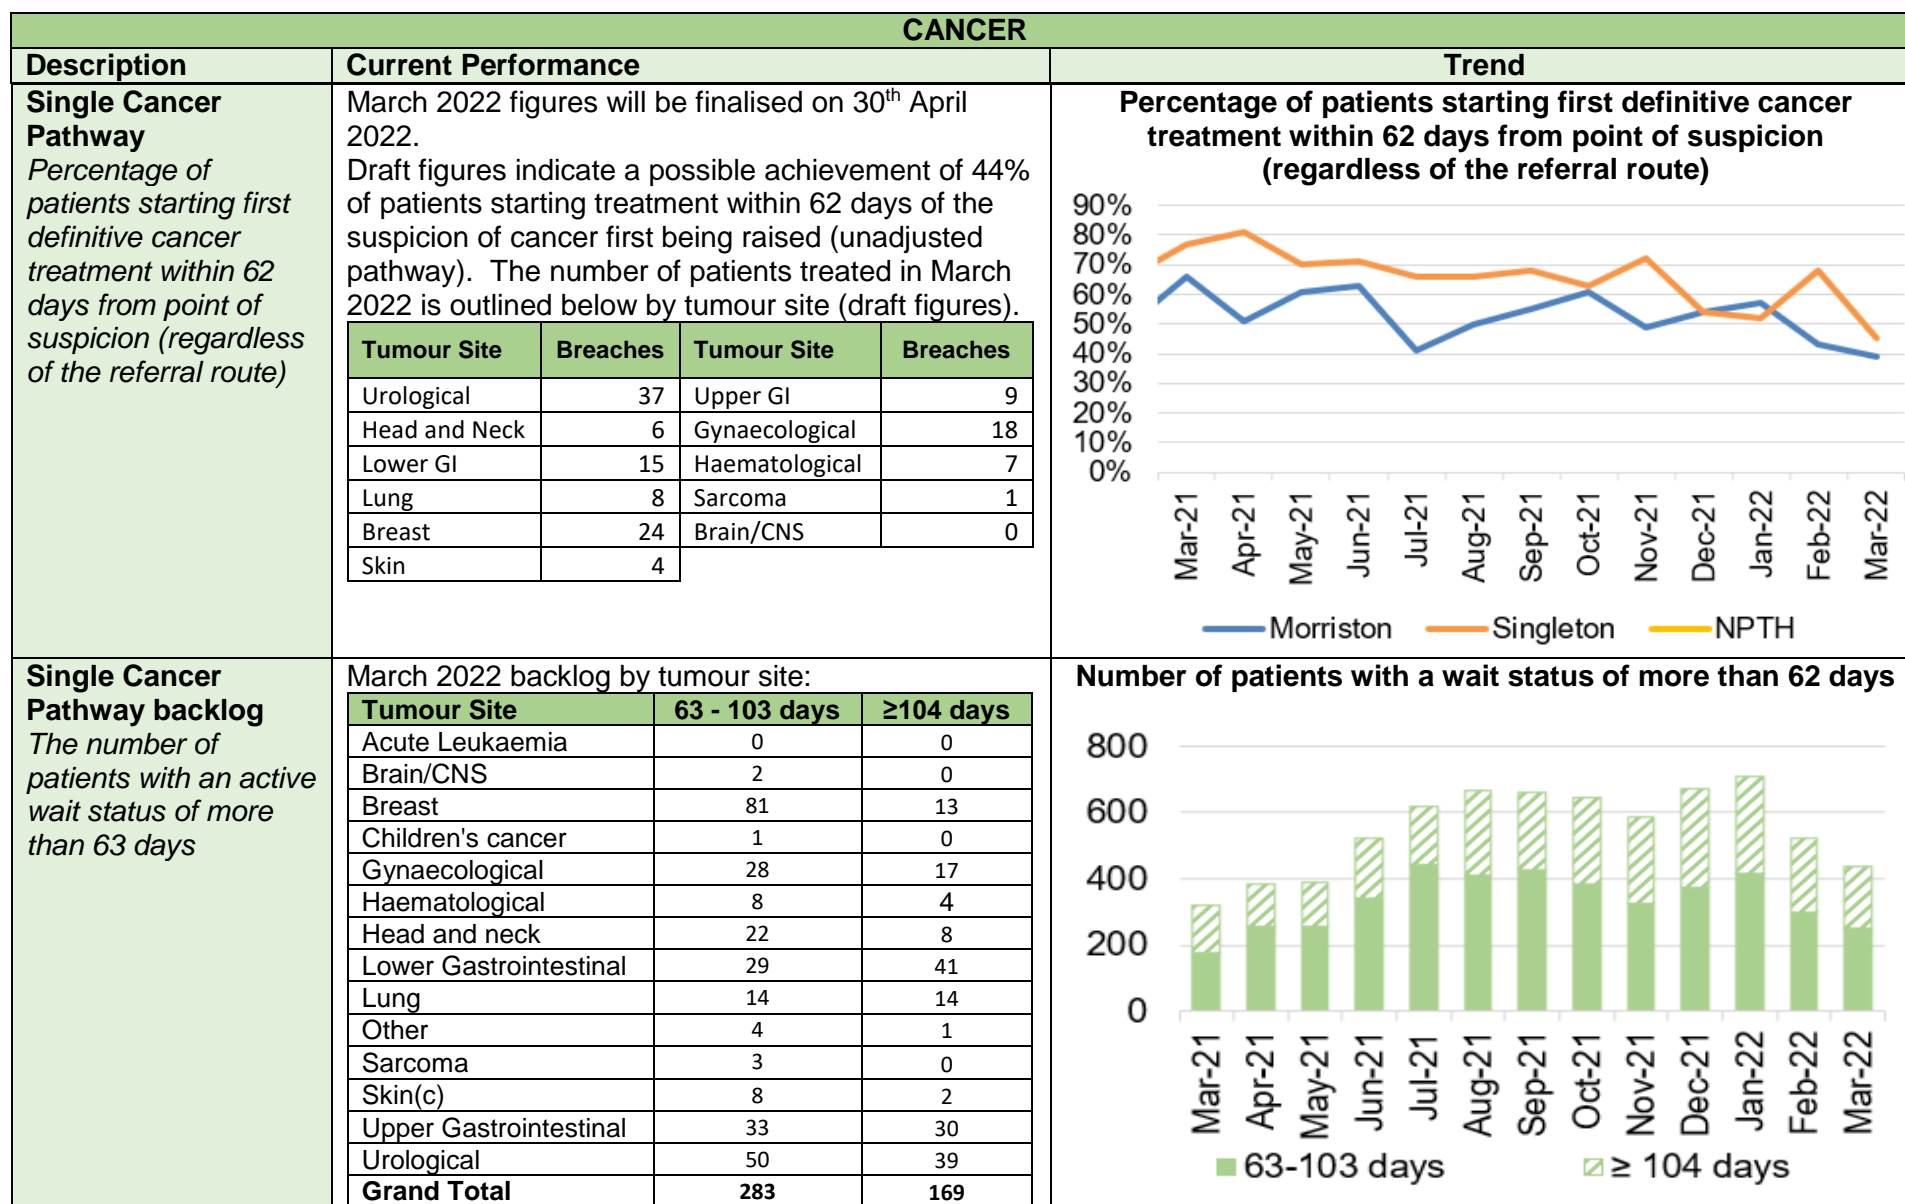 CANCER
Description Current Performance Trend
Single Cancer
Pathway
Percentage of
patients starting first
definitive cancer
treatment within 62
days from point of
suspicion (regardless
of the referral route)
March 2022 figures will be finalised on 30th April
2022.
Draft figures indicate a possible achievement of 44%
of patients starting treatment within 62 days of the
suspicion of cancer first being raised (unadjusted
pathway). The number of patients treated in March
2022 is outlined below by tumour site (draft figures).
Tumour Site Breaches Tumour Site Breaches
Urological 37 Upper GI 9
Head and Neck 6 Gynaecological 18
Lower GI 15 Haematological 7
Lung 8 Sarcoma 1
Breast 24 Brain/CNS 0
Skin 4
Percentage of patients starting first definitive cancer
treatment within 62 days from point of suspicion
(regardless of the referral route)
90%
80%
70%
60%
50%
40%
30%
20%
10%
0%
Mar-21 Apr-21 May-21 Jun-21 Jul-21 Aug-21 Sep-21 Oct-21 Nov-21 Dec-21 Jan-22 Feb-22 Mar-22
Morriston Singleton NPTH
Single Cancer
Pathway backlog
The number of
patients with an active
wait status of more
than 63 days
March 2022 backlog by tumour site:
Tumour Site 63 - 103 days ≥104 days
Acute Leukaemia 0 0
Brain/CNS 2 0
Breast 81 13
Children's cancer 1 0
Gynaecological 28 17
Haematological 8 4
Head and neck 22 8
Lower Gastrointestinal 29 41
Lung 14 14
Other 4 1
Sarcoma 3 0
Skin(c) 8 2
Upper Gastrointestinal 33 30
Urological 50 39
Grand Total 283 169
Number of patients with a wait status of more than 62 days
800
600
400
200
0
Mar-21 Apr-21 May-21 Jun-21 Jul-21 Aug-21 Sep-21 Oct-21 Nov-21 Dec-21 Jan-22 Feb-22 Mar-22
63-103 days ≥ 104 days